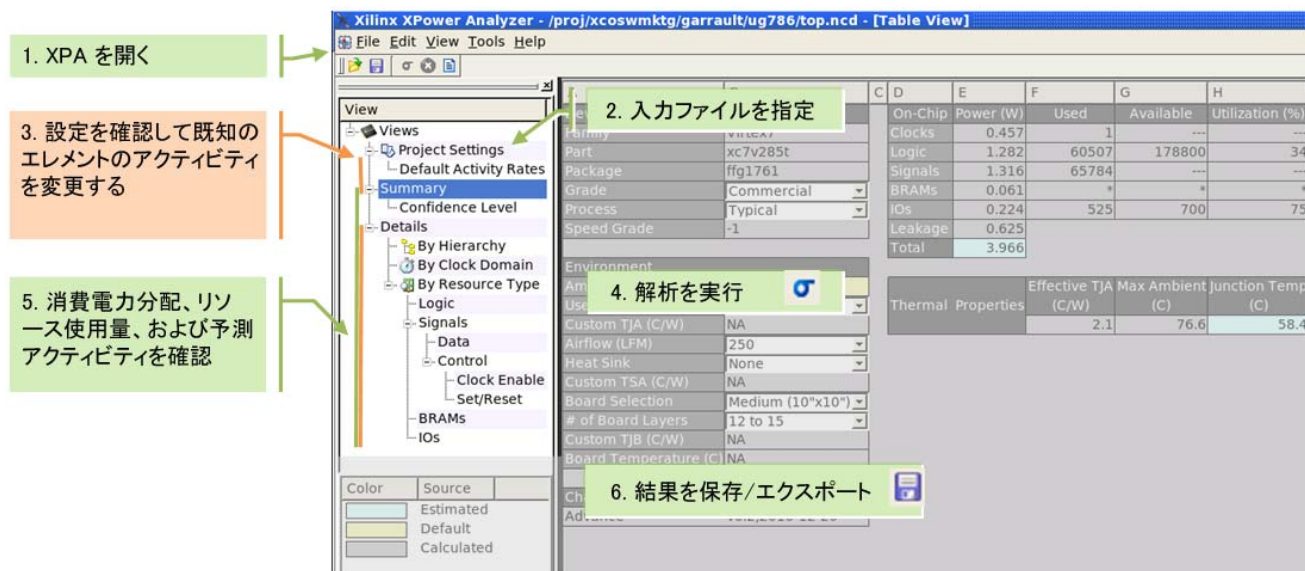 Xilinx XPower Analyzer - /proj/xcoswmktg/garrault/ug786/top.ncd - [Table View]
File Edit View Tools Help
1. XPA を開く
2. 入力ファイルを指定
3. 設定を確認して既知の
エレメントのアクティビティ
を変更する
4. 解析を実行
5. 消費電力分配、リソ
ース使用量、および予測
アクティビティを確認
6. 結果を保存/エクスポート
View
Views
Project Settings
Default Activity Rates
Summary
Confidence Level
Details
By Hierarchy
By Clock Domain
By Resource Type
Logic
Signals
Data
Control
Clock Enable
Set/Reset
BRAMs
IOs
Color Source
Estimated
Default
Calculated
C D E F G H
Family Virtex7
Part xc7v285t
Package ffg1761
Grade Commercial
Process Typical
Speed Grade -1
Environment
Custom TJA (C/W) NA
Airflow (LFM) 250
Heat Sink None
Custom TSA (C/W) NA
Board Selection Medium (10"x10")
# of Board Layers 12 to 15
Custom TJB (C/W) NA
Board Temperature (C) NA
On-Chip Power (W) Used Available Utilization (%)
Clocks 0.457 1 --- ---
Logic 1.282 60507 178800 34
Signals 1.316 65784 --- ---
BRAMs 0.061 * *
IOs 0.224 525 700 75
Leakage 0.625
Total 3.966
Effective TJA Max Ambient Junction Temp
Thermal Properties (C/W) (C) (C)
2.1 76.6 58.4